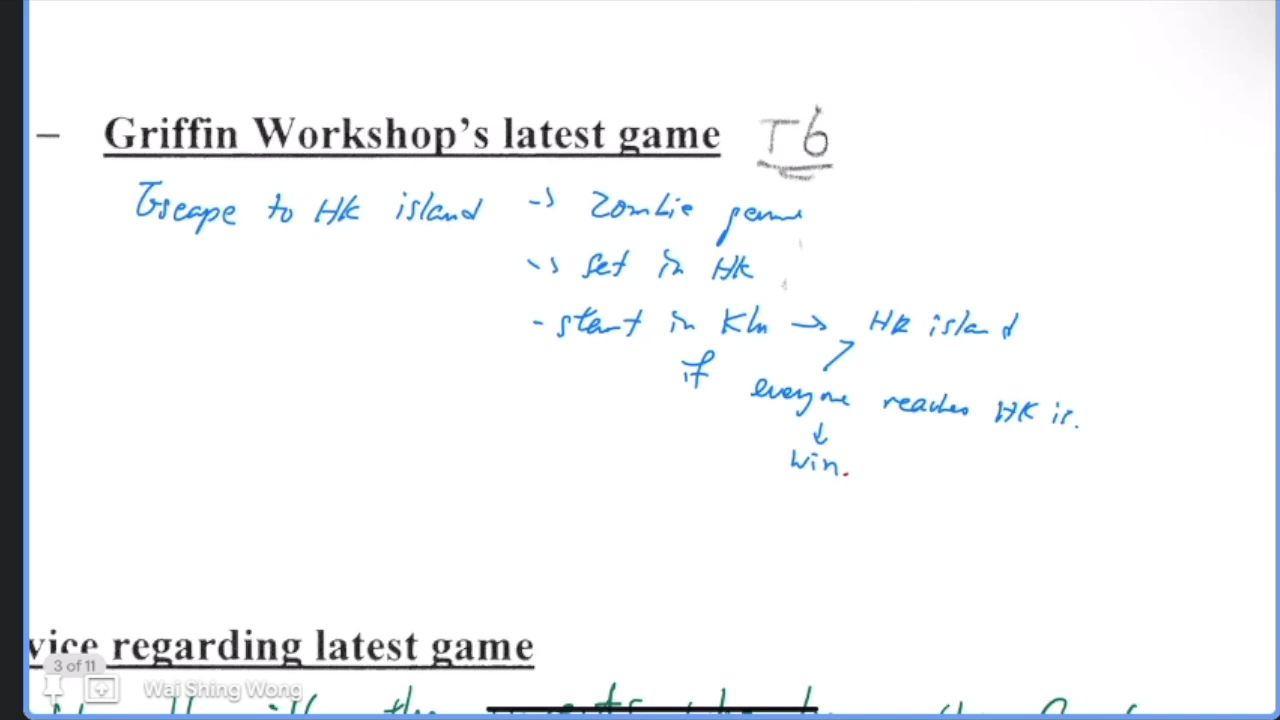 – Griffin Workshop's latest game T6
Escape to HK island → zombie game
→ set in HK
- start in Kln → HK island
if everyone reaches HK is.
↓
win.
vice regarding latest game
3 of 11
Wai Shing Wong